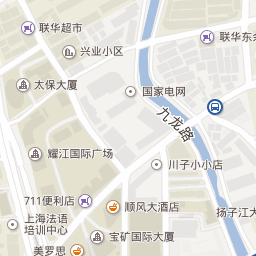 联华超市
兴业小区
联华东
太保大厦
国家电网
九龙路
耀江国际广场
川子小小店
711便利店
顺风大酒店
扬子江大
上海法语
培训中心
宝矿国际大厦
美罗思